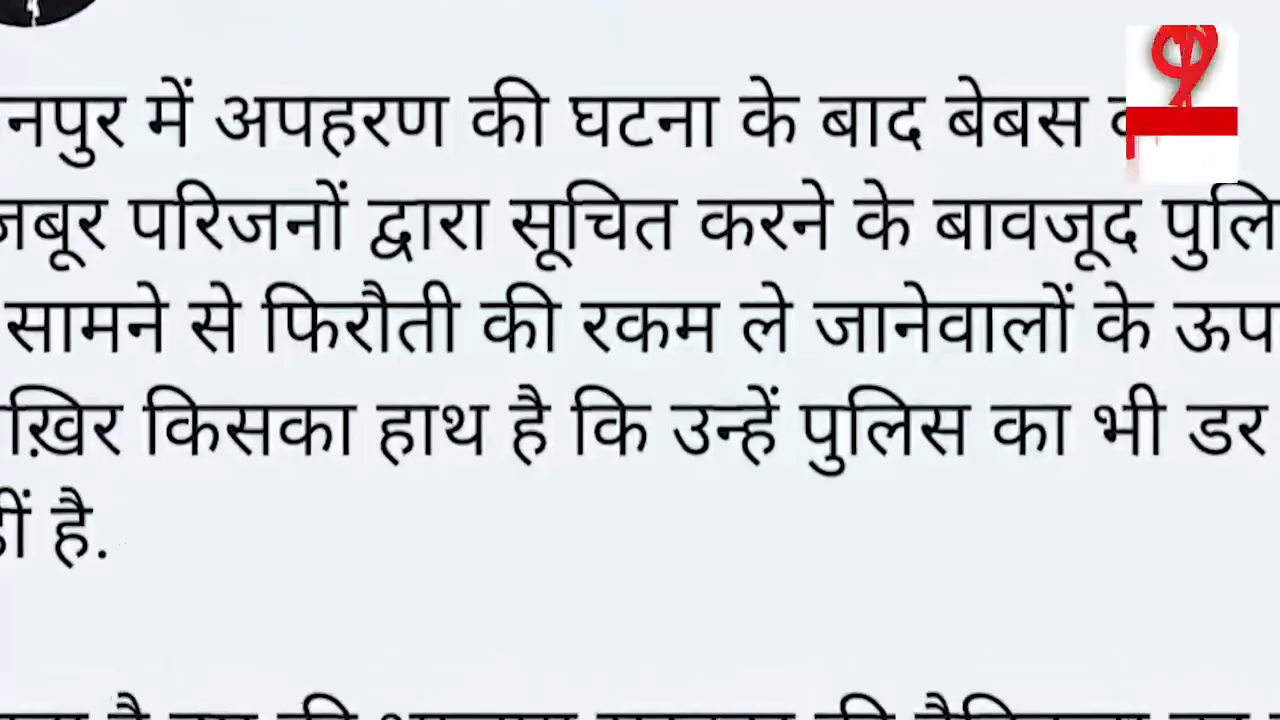 नपुर में अपहरण की घटना के बाद बेबस
जबूर परिजनों द्वारा सूचित करने के बावजूद पुलि
सामने से फिरौती की रकम ले जानेवालों के ऊप
ख़िर किसका हाथ है कि उन्हें पुलिस का भी डर
हीं है.